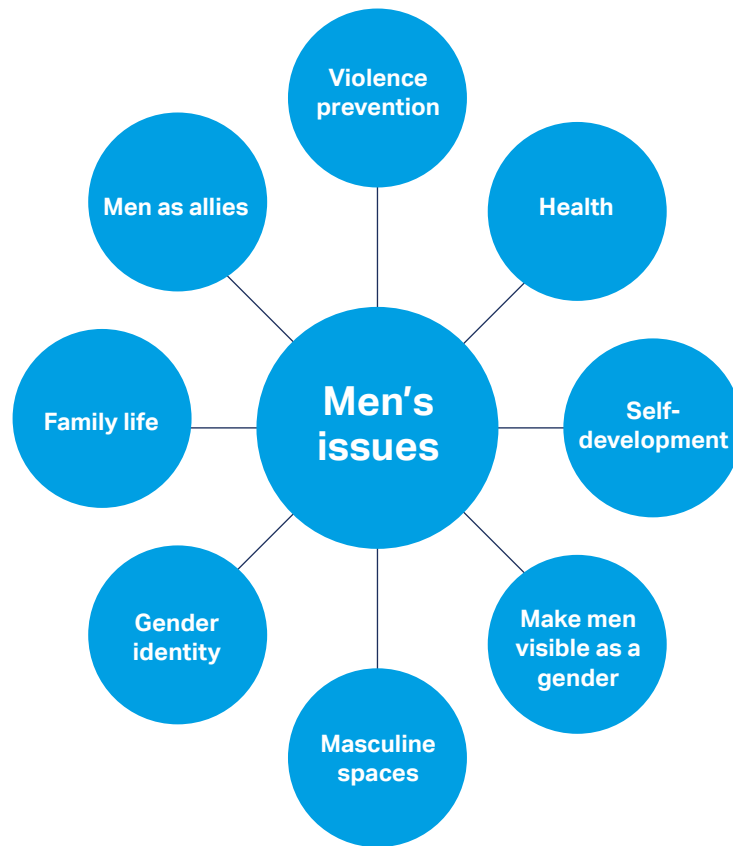 Violence
prevention
Men as allies
Health
Men's
issues
Family life
Self-
development
Gender
identity
Make men
visible as a
gender
Masculine
spaces